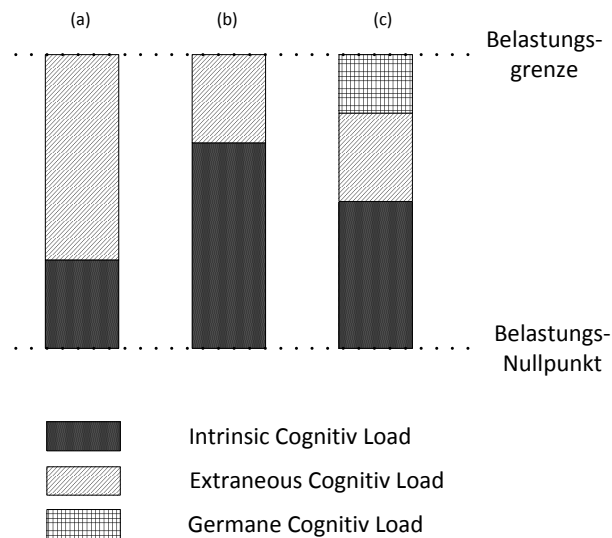 (a)
(b)
(c)
Belastungs-
grenze
Belastungs-
Nullpunkt
Intrinsic Cognitiv Load
Extraneous Cognitiv Load
Germane Cognitiv Load